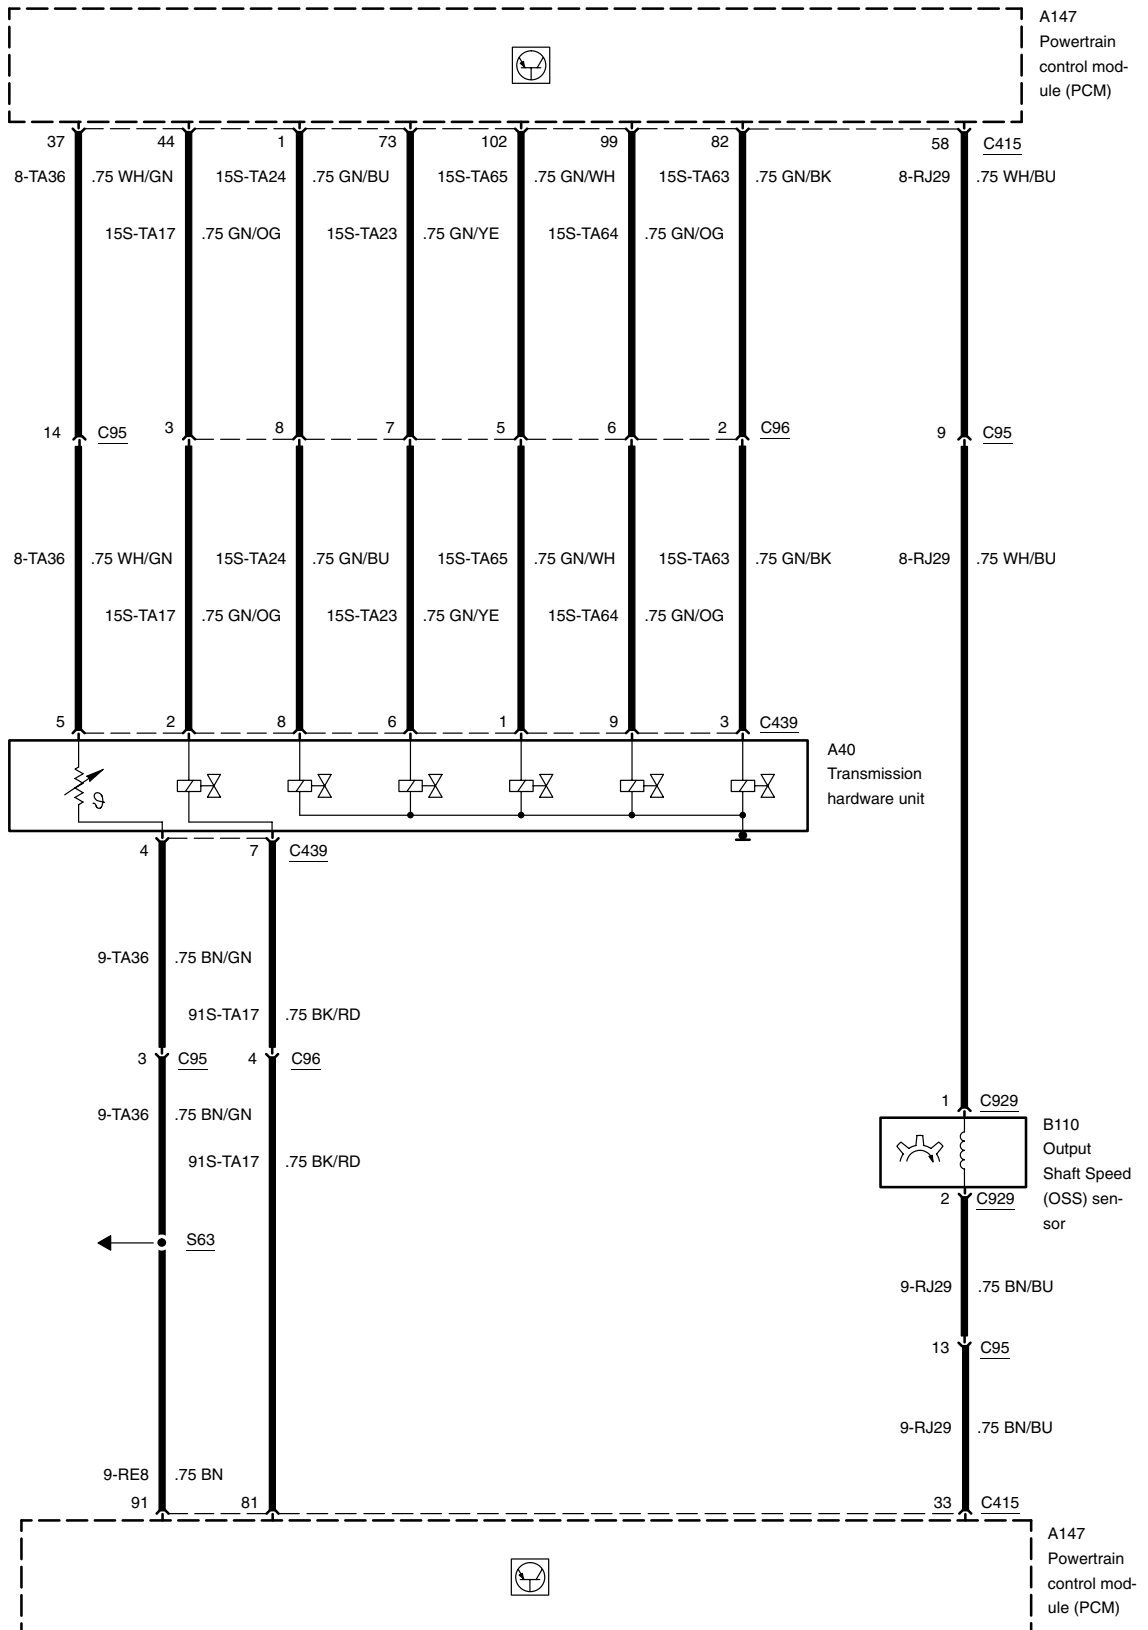 A147
Powertrain
control mod-
ule (PCM)
37 44 1 73 102 99 82 58 C415
8-TA36 .75 WH/GN 15S-TA24 .75 GN/BU 15S-TA65 .75 GN/WH 15S-TA63 .75 GN/BK 8-RJ29 .75 WH/BU
15S-TA17 .75 GN/OG 15S-TA23 .75 GN/YE 15S-TA64 .75 GN/OG
14 C95 3 8 7 5 6 2 C96 9 C95
8-TA36 .75 WH/GN 15S-TA24 .75 GN/BU 15S-TA65 .75 GN/WH 15S-TA63 .75 GN/BK 8-RJ29 .75 WH/BU
15S-TA17 .75 GN/OG 15S-TA23 .75 GN/YE 15S-TA64 .75 GN/OG
5 2 8 6 1 9 3 C439
A40
Transmission
hardware unit
ϑ
4 7 C439
9-TA36 .75 BN/GN
91S-TA17 .75 BK/RD
3 C95 4 C96
9-TA36 .75 BN/GN
91S-TA17 .75 BK/RD
1 C929
B110
Output
Shaft Speed
(OSS) sen-
sor
2 C929
S63
9-RJ29 .75 BN/BU
13 C95
9-RJ29 .75 BN/BU
9-RE8 .75 BN
91 81 33 C415
A147
Powertrain
control mod-
ule (PCM)